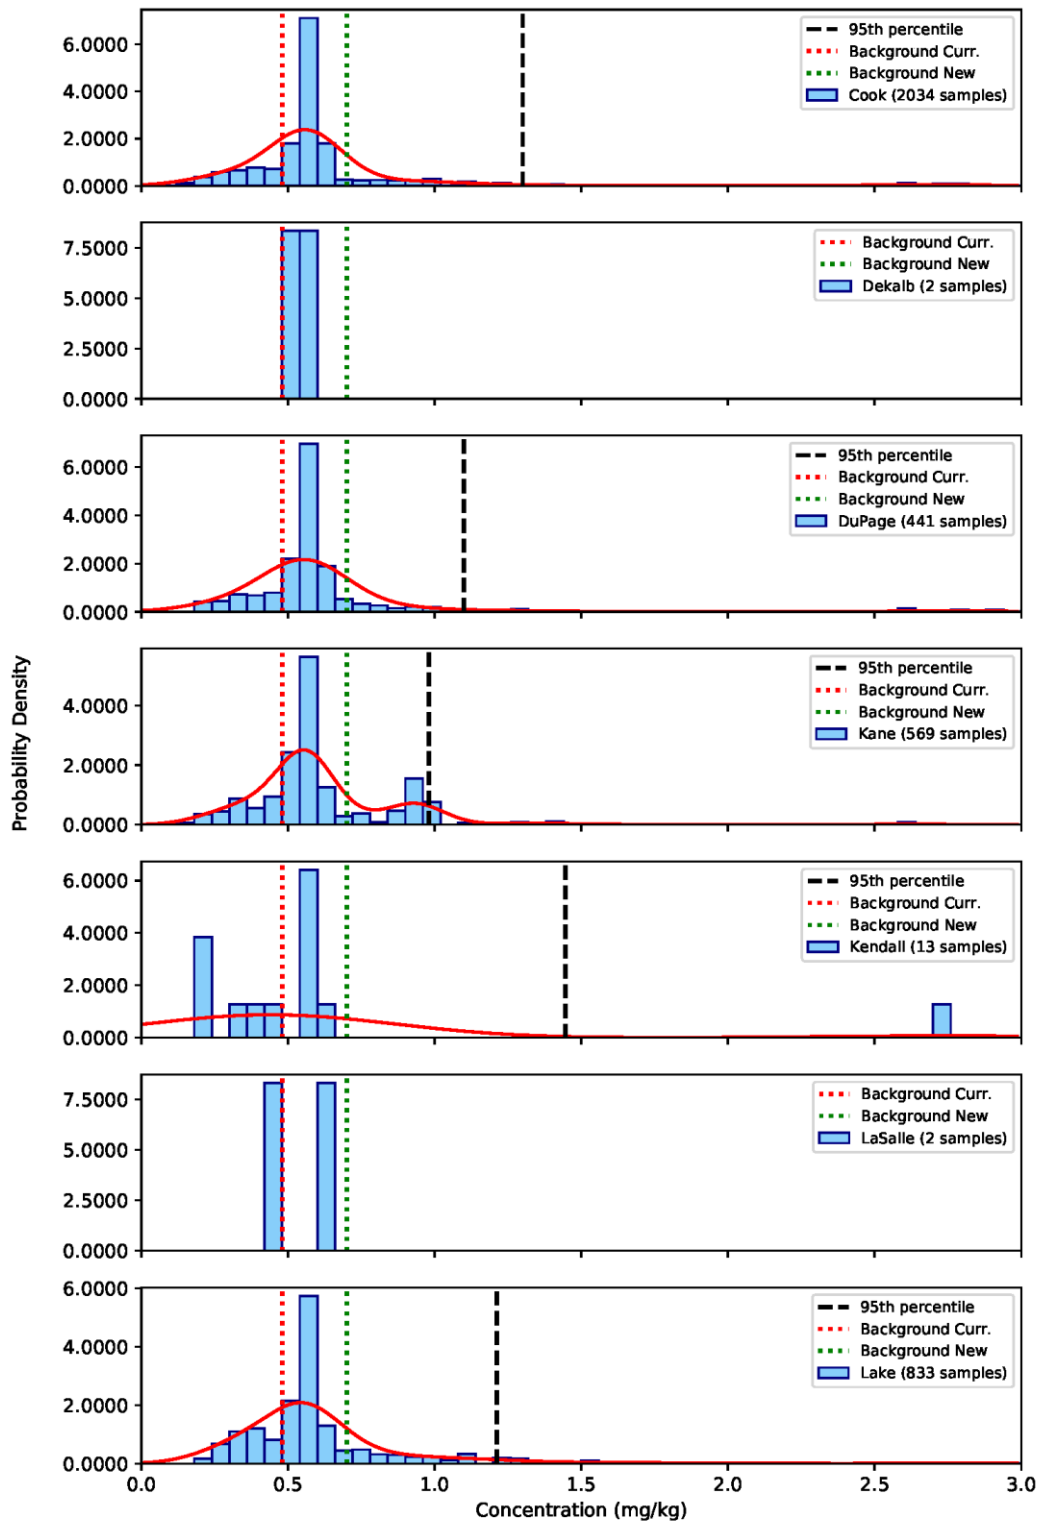 6.0000
4.0000
2.0000
0.0000
95th percentile
Background Curr.
Background New
Cook (2034 samples)
7.5000
5.0000
2.5000
0.0000
Background Curr.
Background New
Dekalb (2 samples)
6.0000
4.0000
2.0000
0.0000
95th percentile
Background Curr.
Background New
DuPage (441 samples)
Probability Density
4.0000
2.0000
0.0000
95th percentile
Background Curr.
Background New
Kane (569 samples)
6.0000
4.0000
2.0000
0.0000
95th percentile
Background Curr.
Background New
Kendall (13 samples)
7.5000
5.0000
2.5000
0.0000
Background Curr.
Background New
LaSalle (2 samples)
6.0000
4.0000
2.0000
0.0000
95th percentile
Background Curr.
Background New
Lake (833 samples)
0.0 0.5 1.0 1.5 2.0 2.5 3.0
Concentration (mg/kg)